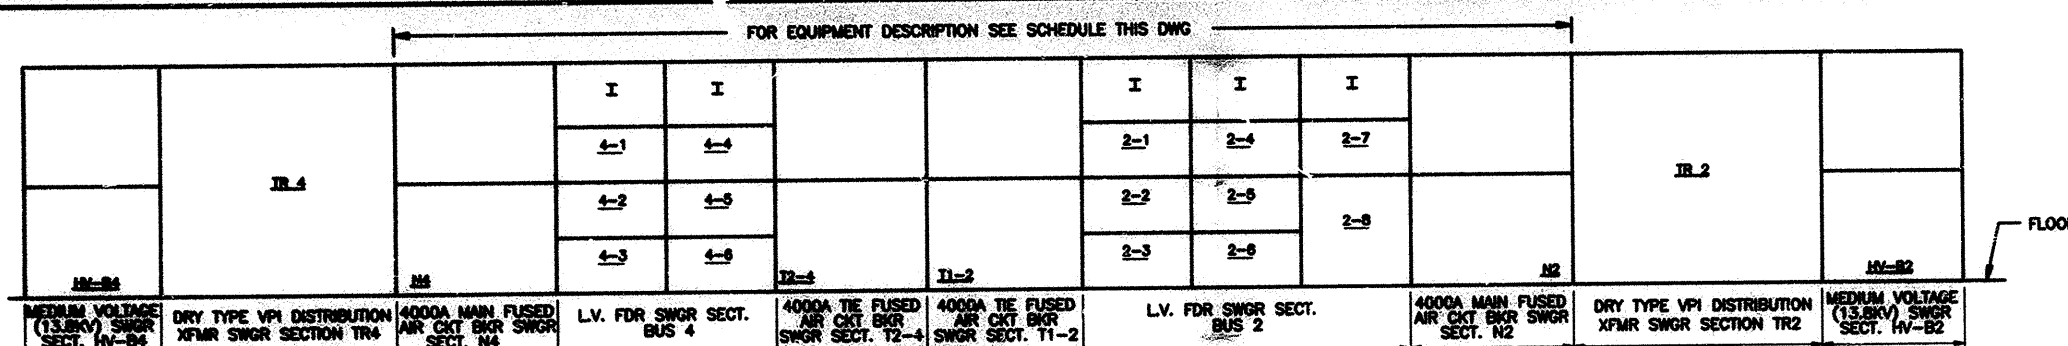 FOR EQUIPMENT DESCRIPTION SEE SCHEDULE THIS DWG
I I I I I
4-1 4-4 2-1 2-4 2-7
TR 4 TR 2
4-2 4-5 2-2 2-5
2-8
FLOOR
4-3 4-6 2-3 2-6
HV-B4 N4 T2-4 T1-2 N2 HV-B2
MEDIUM VOLTAGE
(13.8KV) SWGR
SECT. HV-B4
DRY TYPE VPI DISTRIBUTION
XFMR SWGR SECTION TR4
4000A MAIN FUSED
AIR CKT BKR SWGR
SECT. N4
L.V. FDR SWGR SECT.
BUS 4
4000A TIE FUSED
AIR CKT BKR
SWGR SECT. T2-4
4000A TIE FUSED
AIR CKT BKR
SWGR SECT. T1-2
L.V. FDR SWGR SECT.
BUS 2
4000A MAIN FUSED
AIR CKT BKR SWGR
SECT. N2
DRY TYPE VPI DISTRIBUTION
XFMR SWGR SECTION TR2
MEDIUM VOLTAGE
(13.8KV) SWGR
SECT. HV-B2